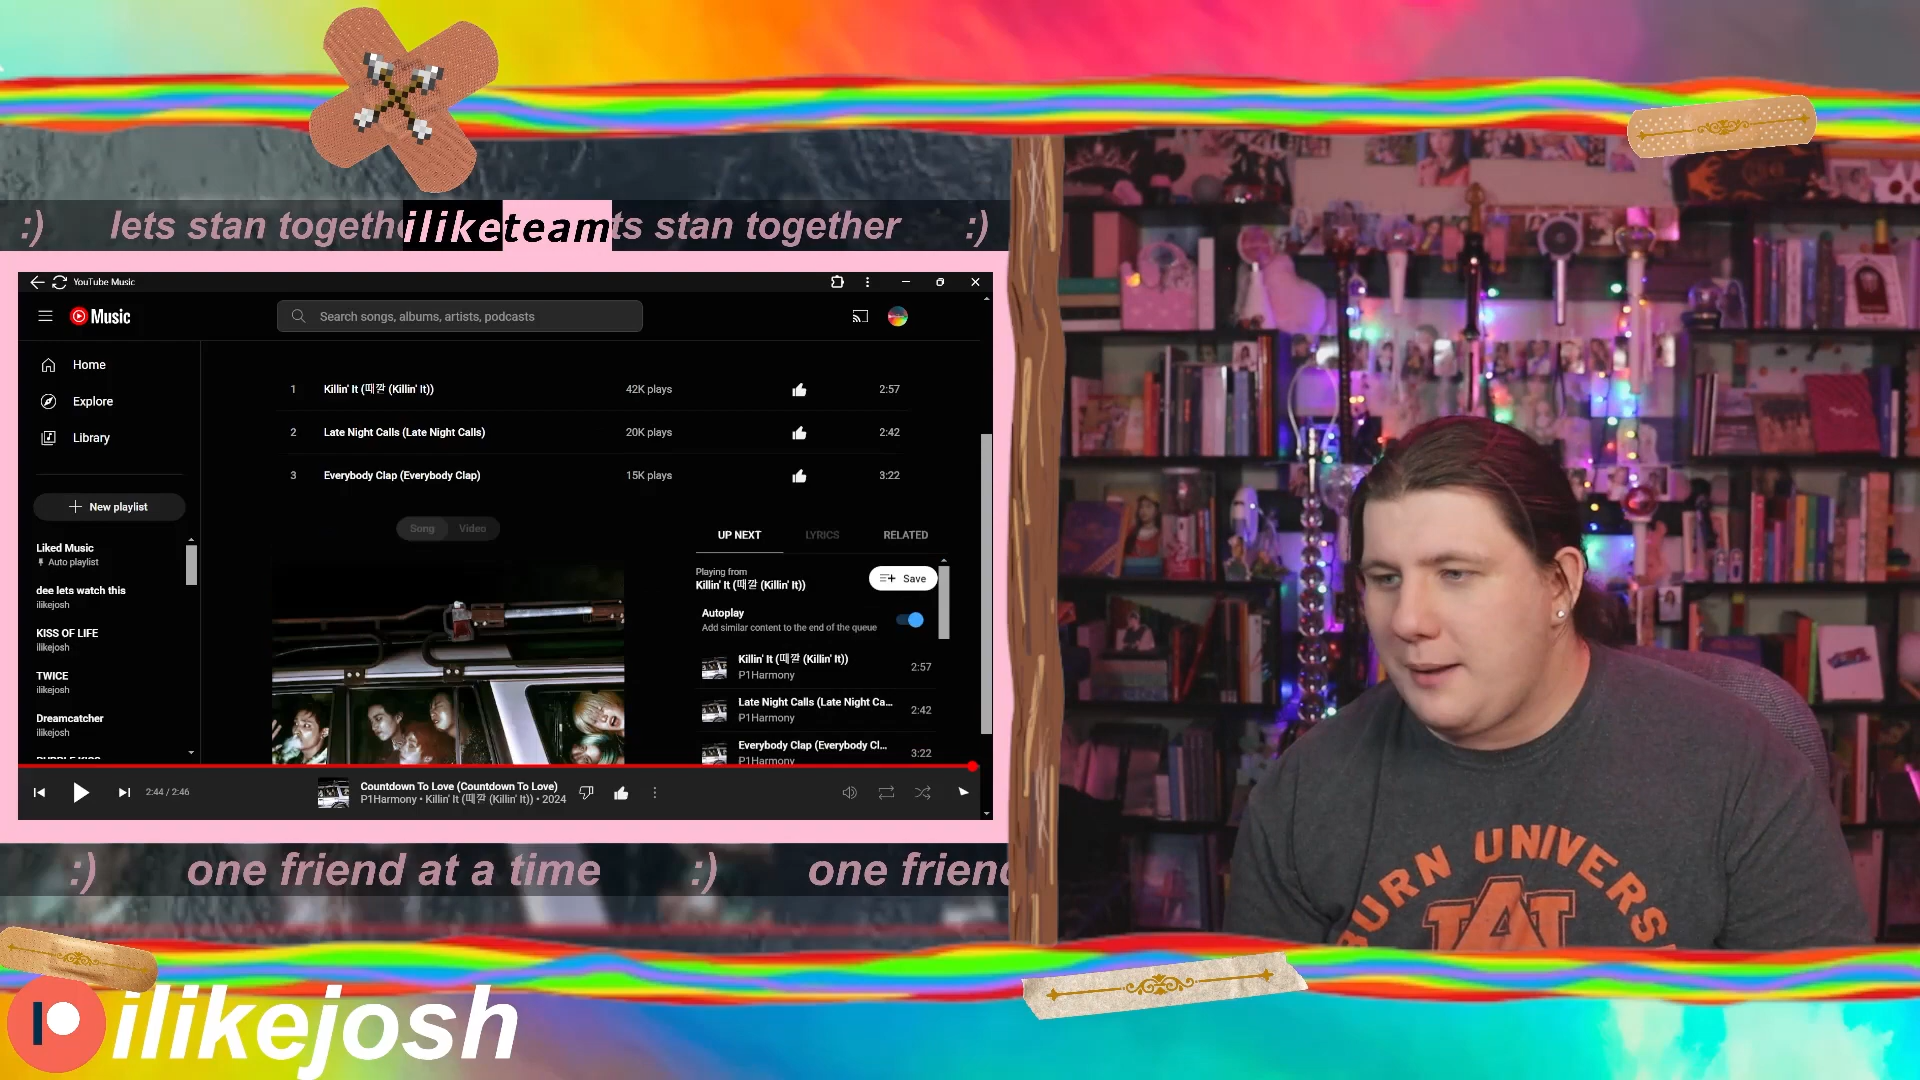 :) lets stan togethe
iliketeam
ts stan together :)
YouTube Music
Music
Search songs, albums, artists, podcasts
Home
Explore
Library
New playlist
Liked Music
Auto playlist
dee lets watch this
ilikejosh
KISS OF LIFE
ilikejosh
TWICE
ilikejosh
Dreamcatcher
ilikejosh
1 Killin' It (때깔 (Killin' It)) 42K plays 2:57
2 Late Night Calls (Late Night Calls) 20K plays 2:42
3 Everybody Clap (Everybody Clap) 15K plays 3:22
Song Video
UP NEXT LYRICS RELATED
Playing from
Killin' It (때깔 (Killin' It))
Save
Autoplay
Add similar content to the end of the queue
Killin' It (때깔 (Killin' It))
P1Harmony
2:57
Late Night Calls (Late Night Ca...
P1Harmony
2:42
Everybody Clap (Everybody Cl...
P1Harmony
3:22
2:44 / 2:46
Countdown To Love (Countdown To Love)
P1Harmony • Killin' It (때깔 (Killin' It)) • 2024
:) one friend at a time :) one friend
ilikejosh
BURN UNIVERS
AU